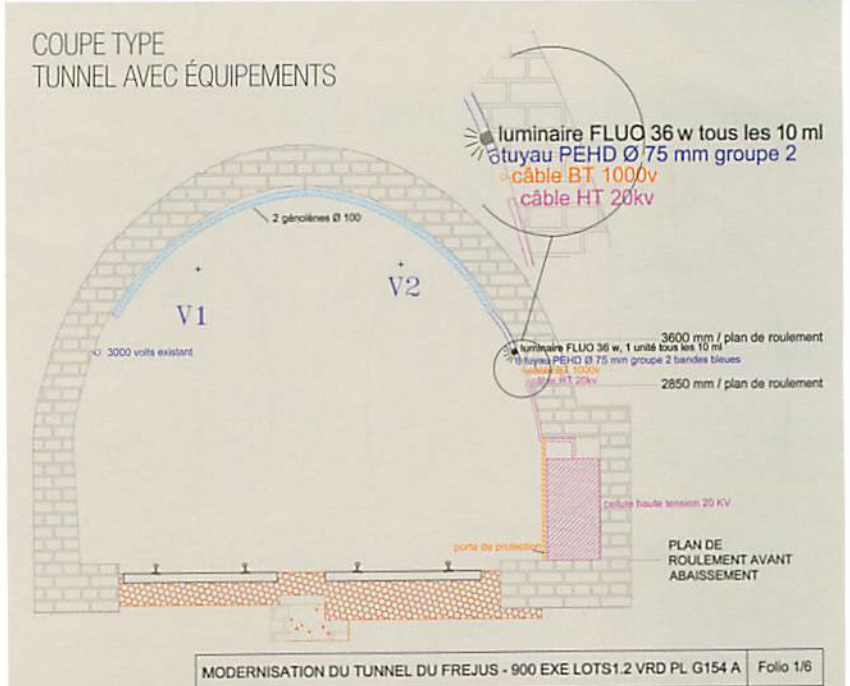 COUPE TYPE
TUNNEL AVEC ÉQUIPEMENTS
luminaire FLUO 36 w tous les 10 ml
tuyau PEHD Ø 75 mm groupe 2
câble BT 1000v
câble HT 20kv
2 génolènes Ø 100
V1
V2
3000 volts existant
3600 mm / plan de roulement
luminaire FLUO 36 w, 1 unité tous les 10 ml
tuyau PEHD Ø 75 mm groupe 2 bandes bleues
câble BT 1000v
câble HT 20kv
2850 mm / plan de roulement
cellule haute tension 20 KV
porte de protection
PLAN DE
ROULEMENT AVANT
ABAISSEMENT
MODERNISATION DU TUNNEL DU FREJUS - 900 EXE LOTS1.2 VRD PL G154 A
Folio 1/6